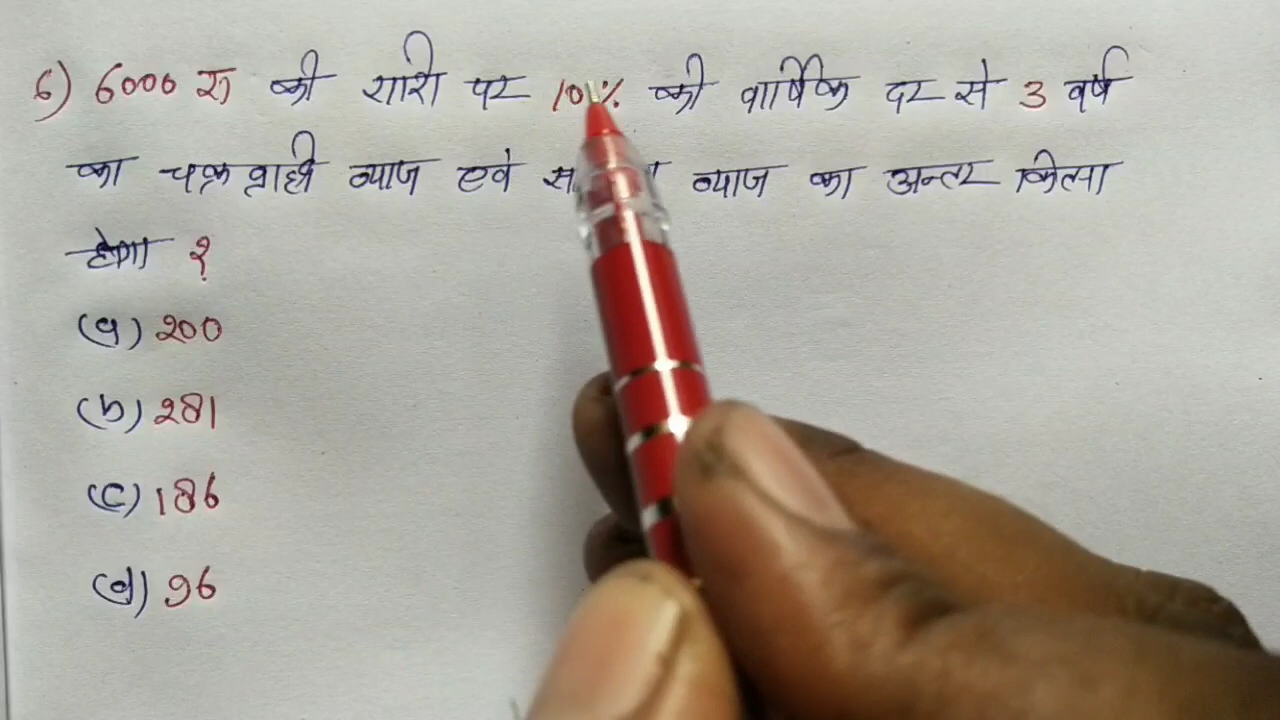 6) 6000 रु की राशि पर 10% की वार्षिक दर से 3 वर्ष
का चक्रवृद्धि ब्याज एवं ब्याज का अन्तर कितना
होगा ?
(a) 200
(b) 281
(c) 186
(d) 96